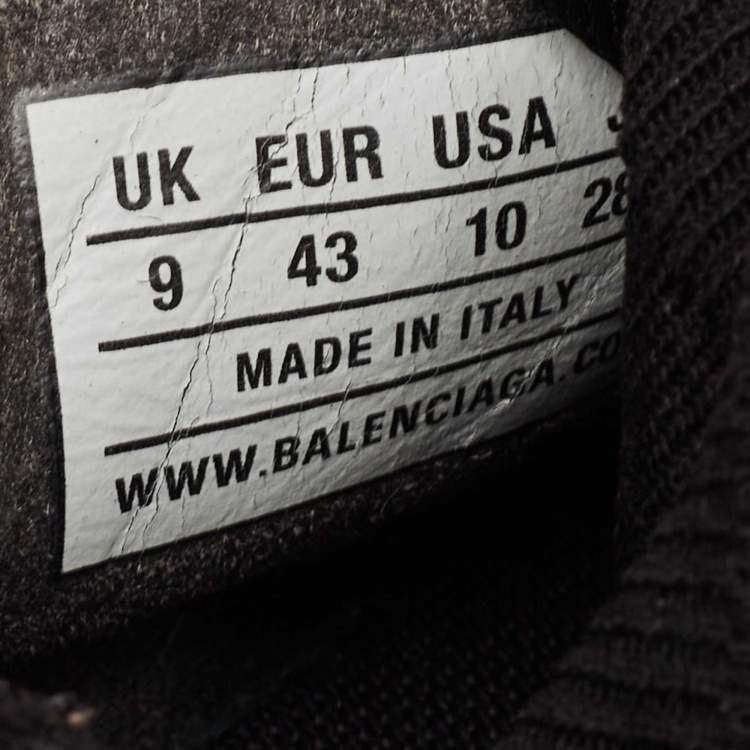 UK EUR USA J
9 43 10 28
MADE IN ITALY
WWW.BALENCIAGA.CO